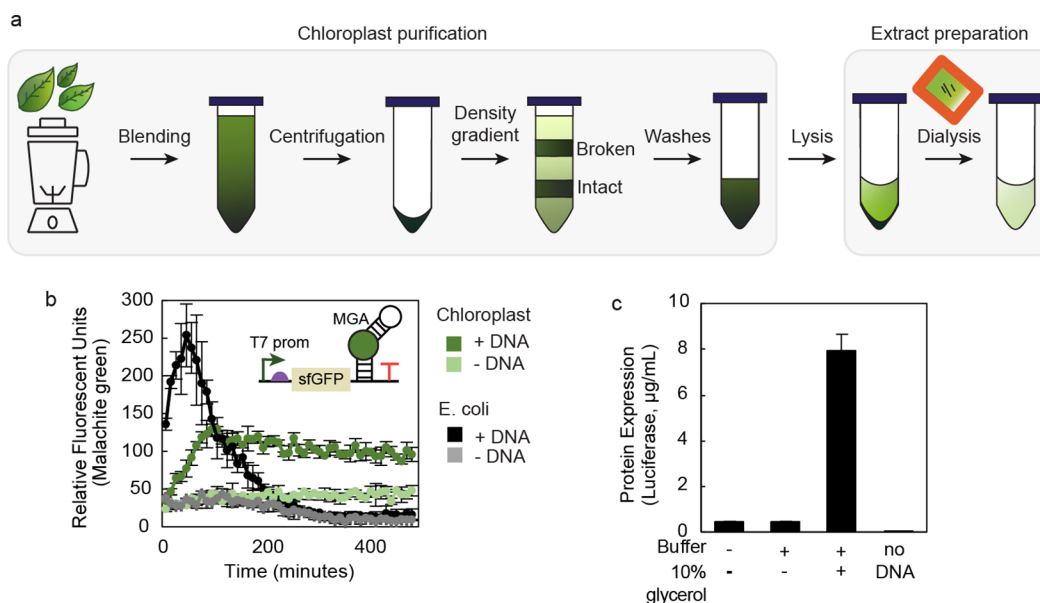 a
Chloroplast purification
Extract preparation
Blending
Centrifugation
Density
gradient
Broken
Intact
Washes
Lysis
Dialysis
b
Relative Fluorescent Units
(Malachite green)
300
250
200
150
100
50
0
0
200
400
Time (minutes)
T7 prom
sfGFP
MGA
Chloroplast
+ DNA
- DNA
E. coli
+ DNA
- DNA
c
Protein Expression
(Luciferase, µg/mL)
10
8
6
4
2
0
Buffer - + + no
10% - - + DNA
glycerol